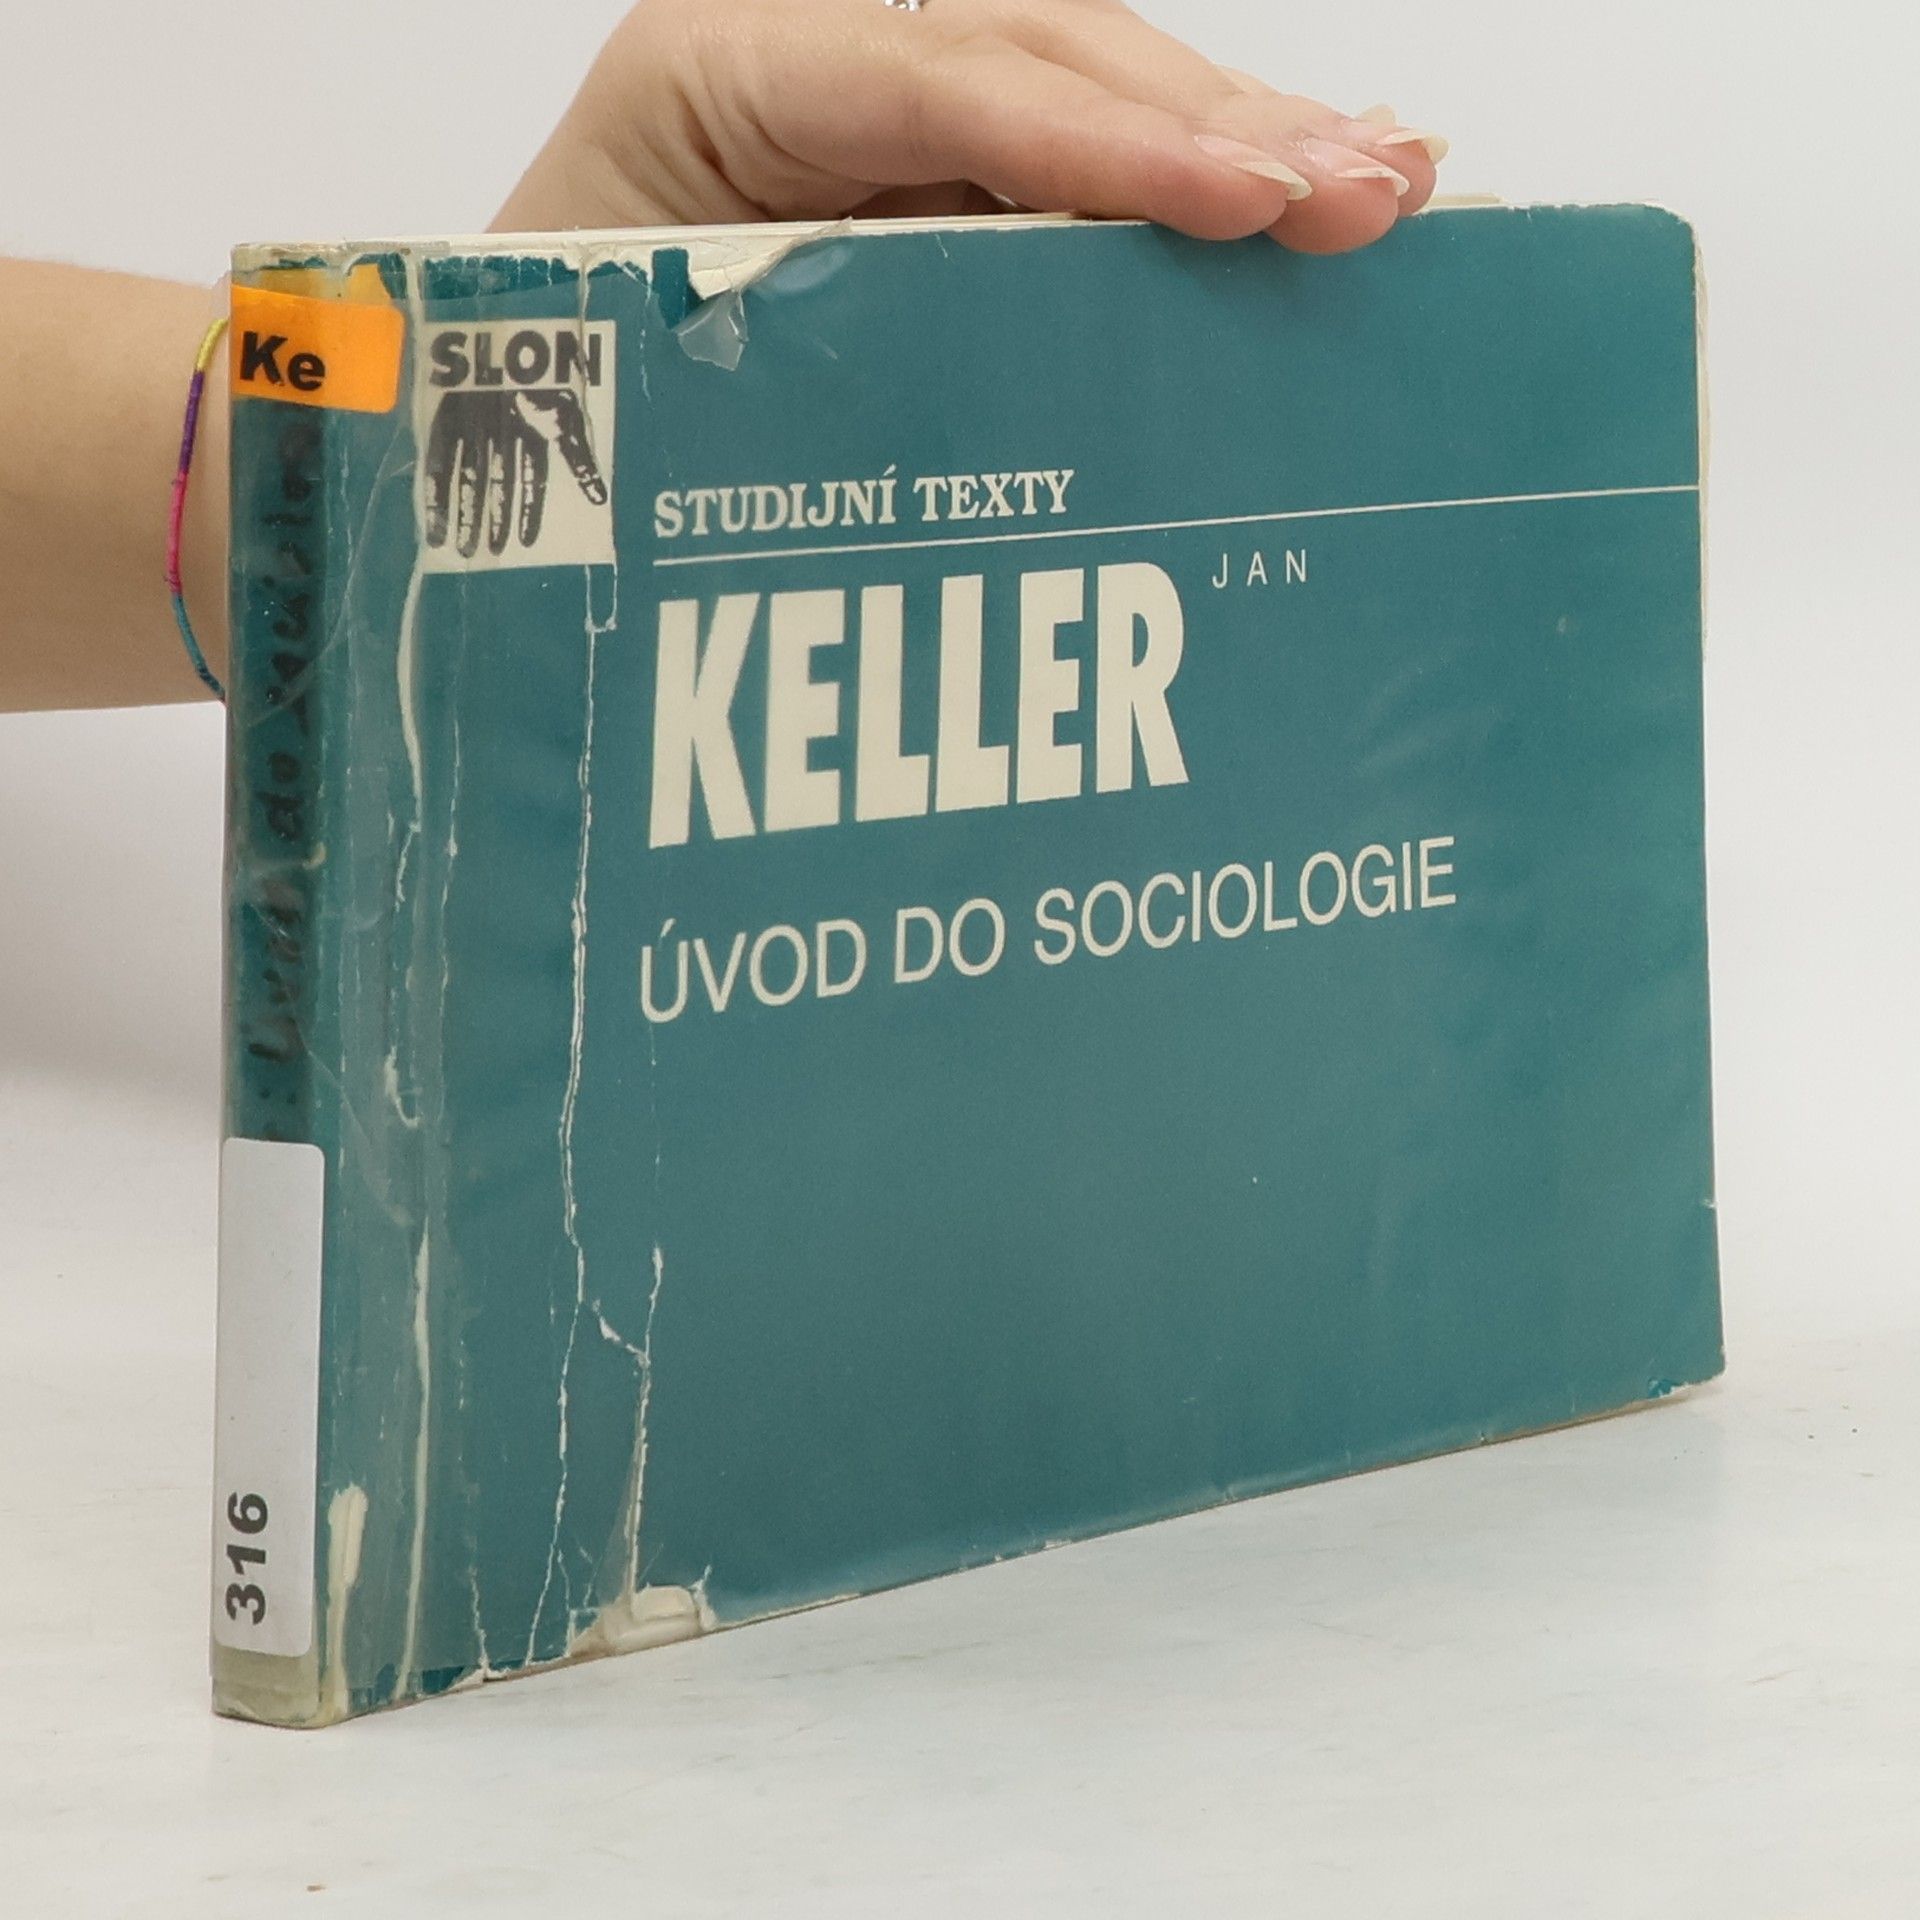 Ke
SLON
STUDIJNÍ TEXTY
KELLER JAN
ÚVOD DO SOCIOLOGIE
316